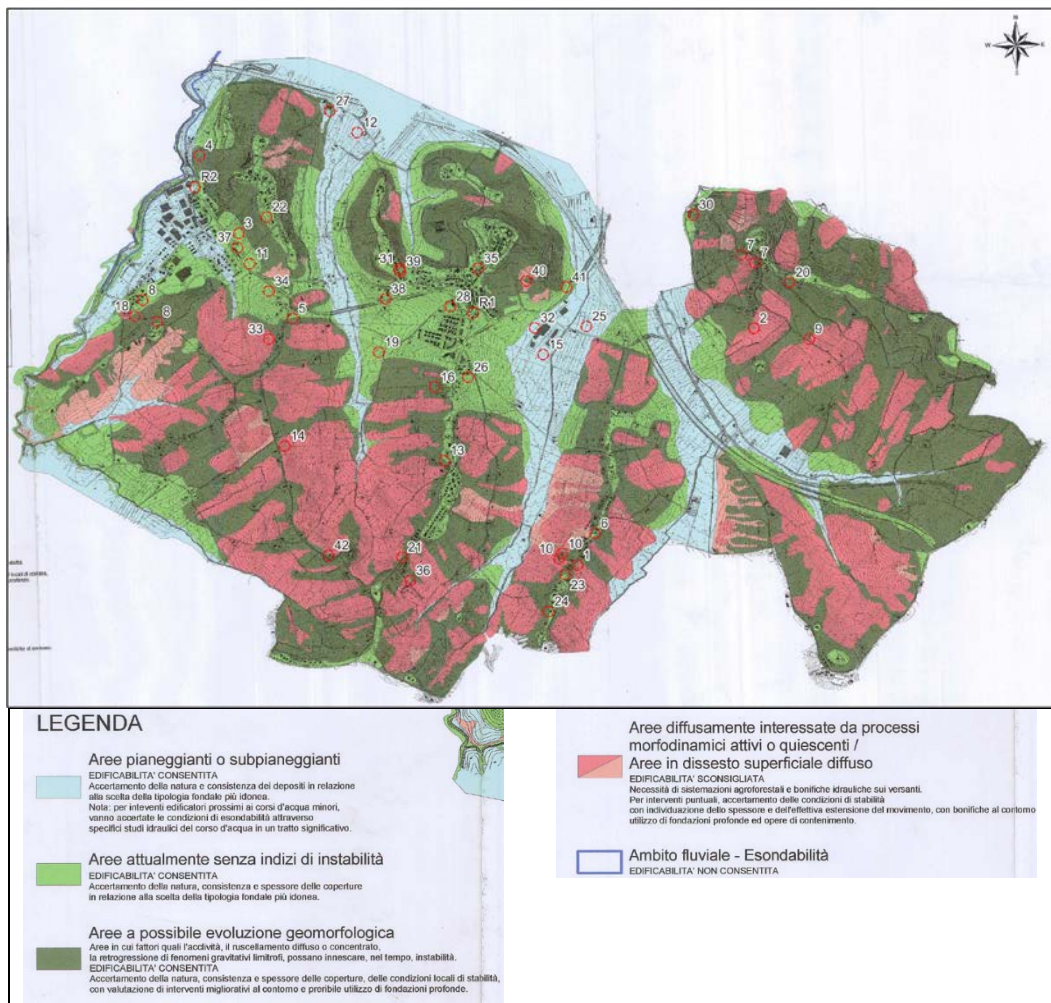 N
W
E
S
27
12
4
R2
22
30
3
37
7
7
11
31
39
35
20
40
34
41
38
8
28
R1
18
8
5
32
25
2
9
33
19
15
26
16
14
13
6
42
21
10
10
1
36
23
24
LEGENDA
Aree pianeggianti o subpianeggianti
EDIFICABILITA' CONSENTITA
Accertamento della natura e consistenza dei depositi in relazione
alla scelta della tipologia fondale più idonea.
Nota: per inteventi edificatori prossimi ai corsi d'acqua minori,
vanno accertate le condizioni di esondabilità attraverso
specifici studi idraulici del corso d'acqua in un tratto significativo.
Aree attualmente senza indizi di instabilità
EDIFICABILITA' CONSENTITA
Accertamento della natura, consistenza e spessore delle coperture
in relazione alla scelta della tipologia fondale più idonea.
Aree a possibile evoluzione geomorfologica
Aree in cui fattori quali l'acclività, il ruscellamento diffuso o concentrato,
la retrogressione di fenomeni gravitativi limitrofi, possano innescare, nel tempo, instabilità.
EDIFICABILITA' CONSENTITA
Accertamento della natura, consistenza e spessore delle coperture, delle condizioni locali di stabilità,
con valutazione di interventi migliorativi al contorno e preribile utilizzo di fondazioni profonde.
Aree diffusamente interessate da processi
morfodinamici attivi o quiescenti /
Aree in dissesto superficiale diffuso
EDIFICABILITA' SCONSIGLIATA
Necessità di sistemazioni agroforestali e bonifiche idrauliche sui versanti.
Per interventi puntuali, accertamento delle condizioni di stabilità
con individuazione dello spessore e dell'effettiva estensione del movimento, con bonifiche al contorno
utilizzo di fondazioni profonde ed opere di contenimento.
Ambito fluviale - Esondabilità
EDIFICABILITA' NON CONSENTITA